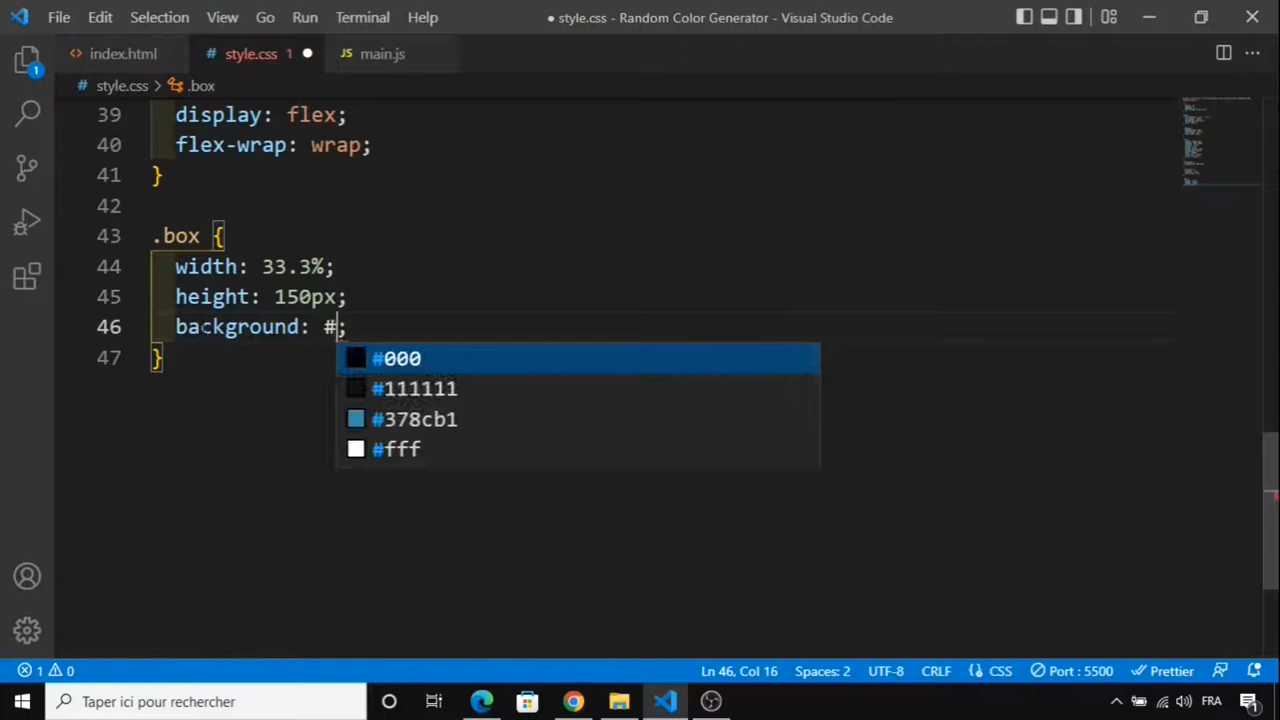 File Edit Selection View Go Run Terminal Help ● style.css - Random Color Generator - Visual Studio Code
<> index.html # style.css 1 ● JS main.js
# style.css > .box
39 display: flex;
40 flex-wrap: wrap;
41 }
42
43 .box {
44 width: 33.3%;
45 height: 150px;
46 background: #;
47 }
#000
#111111
#378cb1
#fff
1
1 0 Ln 46, Col 16 Spaces: 2 UTF-8 CRLF {} CSS Port : 5500 Prettier
Taper ici pour rechercher FR 1